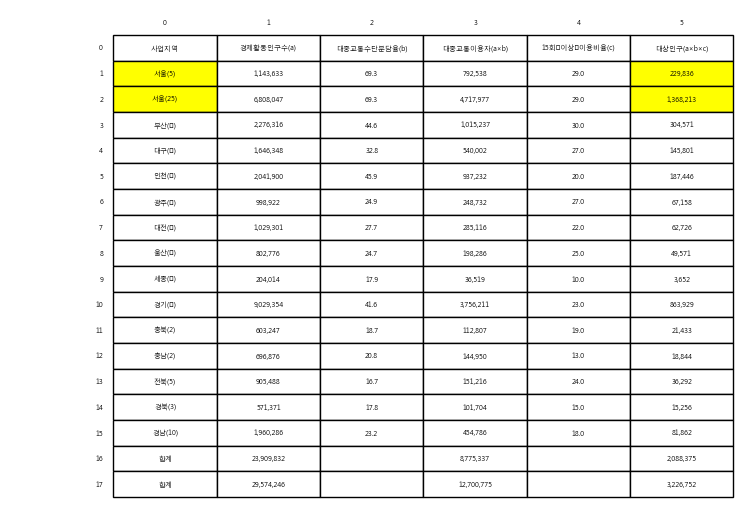 0 1 2 3 4 5
0 사업지역 경제활동인구수(a) 대중교통수단분담율(b) 대중교통이용자(a×b) 15회□이상□이용비율(c) 대상인구(a×b×c)
1 서울(5) 1,143,633 69.3 792,538 29.0 229,836
2 서울(25) 6,808,047 69.3 4,717,977 29.0 1,368,213
3 부산(□) 2,276,316 44.6 1,015,237 30.0 304,571
4 대구(□) 1,646,348 32.8 540,002 27.0 145,801
5 인천(□) 2,041,900 45.9 937,232 20.0 187,446
6 광주(□) 998,922 24.9 248,732 27.0 67,158
7 대전(□) 1,029,301 27.7 285,116 22.0 62,726
8 울산(□) 802,776 24.7 198,286 25.0 49,571
9 세종(□) 204,014 17.9 36,519 10.0 3,652
10 경기(□) 9,029,354 41.6 3,756,211 23.0 863,929
11 충북(2) 603,247 18.7 112,807 19.0 21,433
12 충남(2) 696,876 20.8 144,950 13.0 18,844
13 전북(5) 905,488 16.7 151,216 24.0 36,292
14 경북(3) 571,371 17.8 101,704 15.0 15,256
15 경남(10) 1,960,286 23.2 454,786 18.0 81,862
16 합계 23,909,832 8,775,337 2,088,375
17 합계 29,574,246 12,700,775 3,226,752